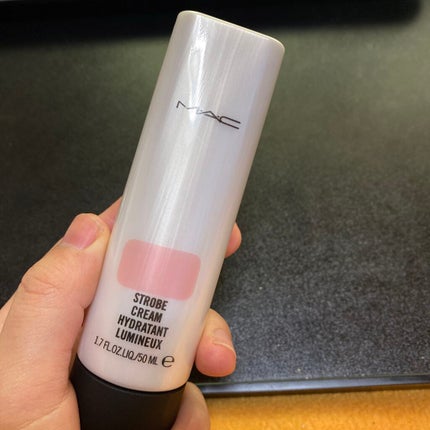 MAC
STROBE
CREAM
HYDRATANT
LUMINEUX
1.7 FL.OZ.LIQ./50 ML ℮